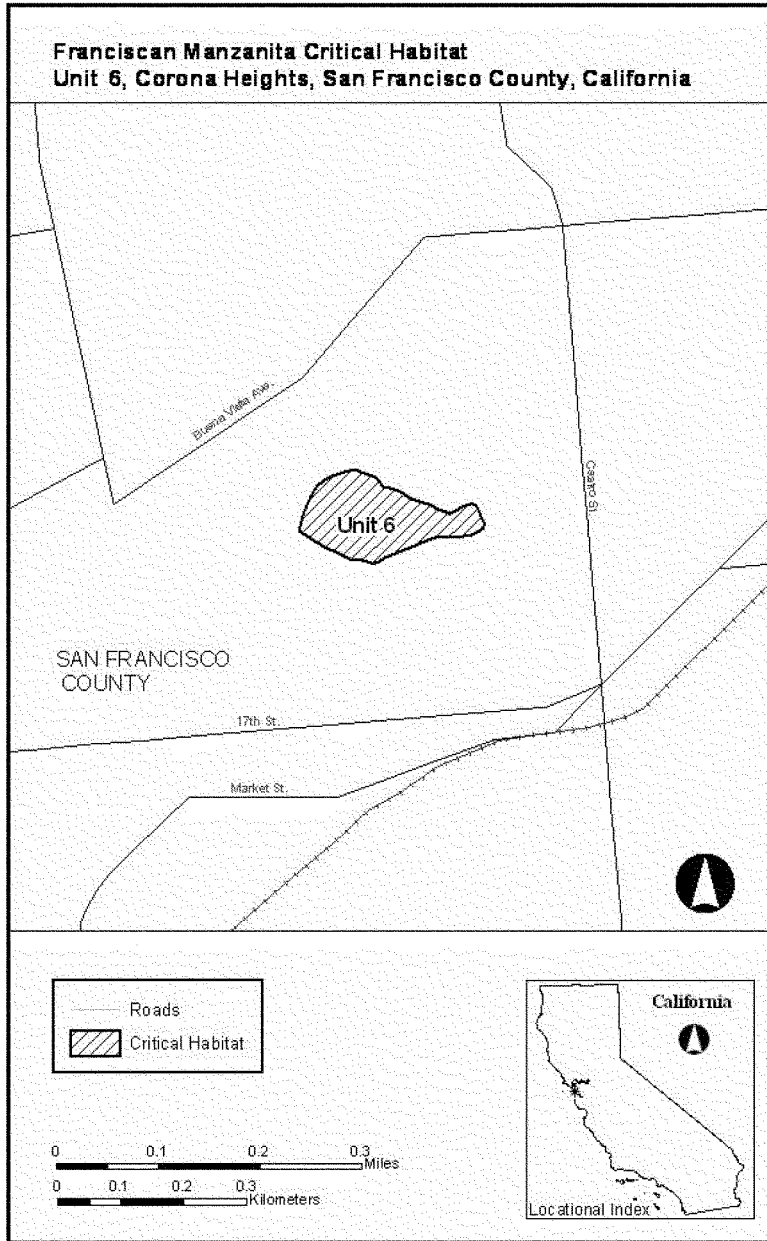 Franciscan Manzanita Critical Habitat
Unit 6, Corona Heights, San Francisco County, California
Buena Vista Ave.
Castro St.
Unit 6
SAN FRANCISCO
COUNTY
17th St.
Market St.
Roads
Critical Habitat
California
Locational Index
0 0.1 0.2 0.3
Miles
0 0.1 0.2 0.3
Kilometers